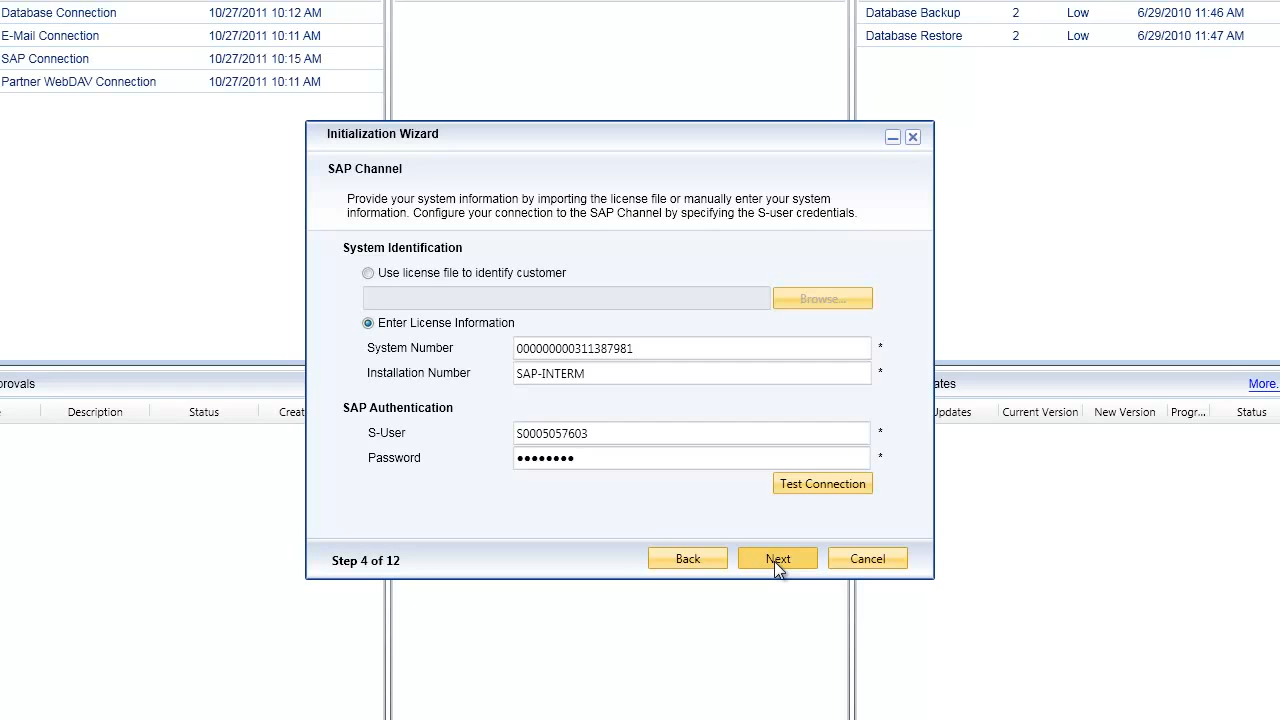 Database Connection 10/27/2011 10:12 AM
E-Mail Connection 10/27/2011 10:11 AM
SAP Connection 10/27/2011 10:15 AM
Partner WebDAV Connection 10/27/2011 10:11 AM
Database Backup 2 Low 6/29/2010 11:46 AM
Database Restore 2 Low 6/29/2010 11:47 AM
Initialization Wizard
SAP Channel
Provide your system information by importing the license file or manually enter your system
information. Configure your connection to the SAP Channel by specifying the S-user credentials.
System Identification
Use license file to identify customer
Browse...
Enter License Information
System Number 000000000311387981 *
Installation Number SAP-INTERM *
SAP Authentication
S-User S0005057603 *
Password •••••••• *
Test Connection
Step 4 of 12 Back Next Cancel
rovals
Description Status Creat
ates More.
Updates Current Version New Version Progr... Status